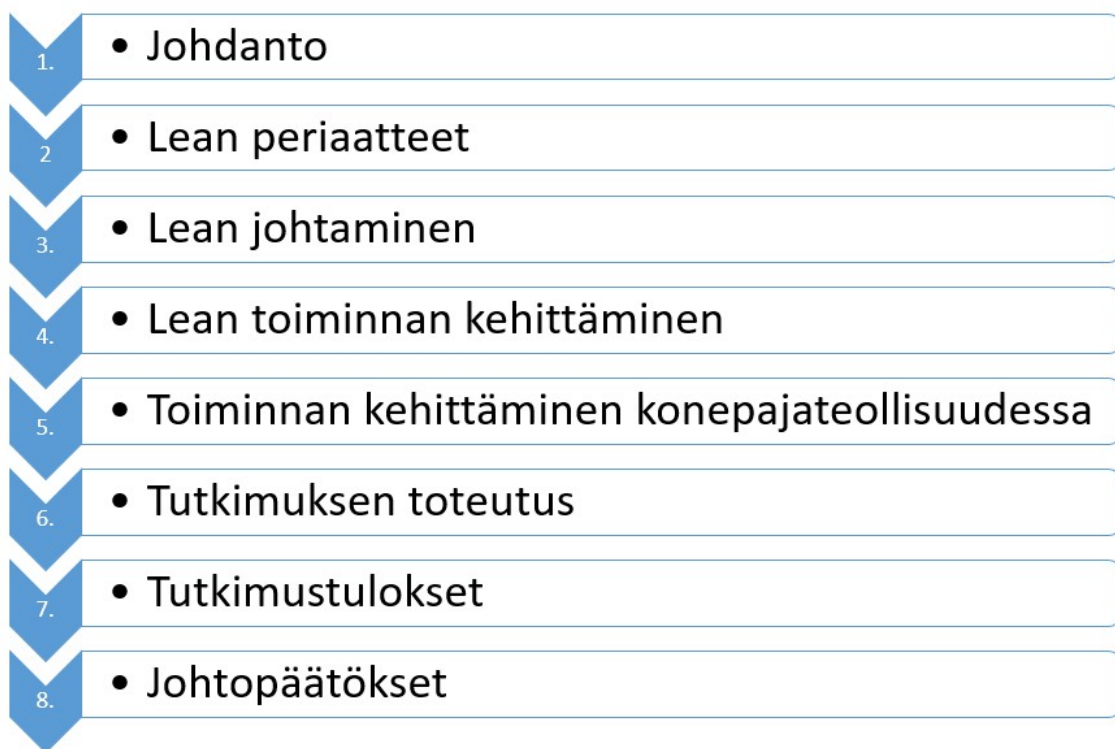 1. • Johdanto
2 • Lean periaatteet
3. • Lean johtaminen
4. • Lean toiminnan kehittäminen
5. • Toiminnan kehittäminen konepajateollisuudessa
6. • Tutkimuksen toteutus
7. • Tutkimustulokset
8. • Johtopäätökset